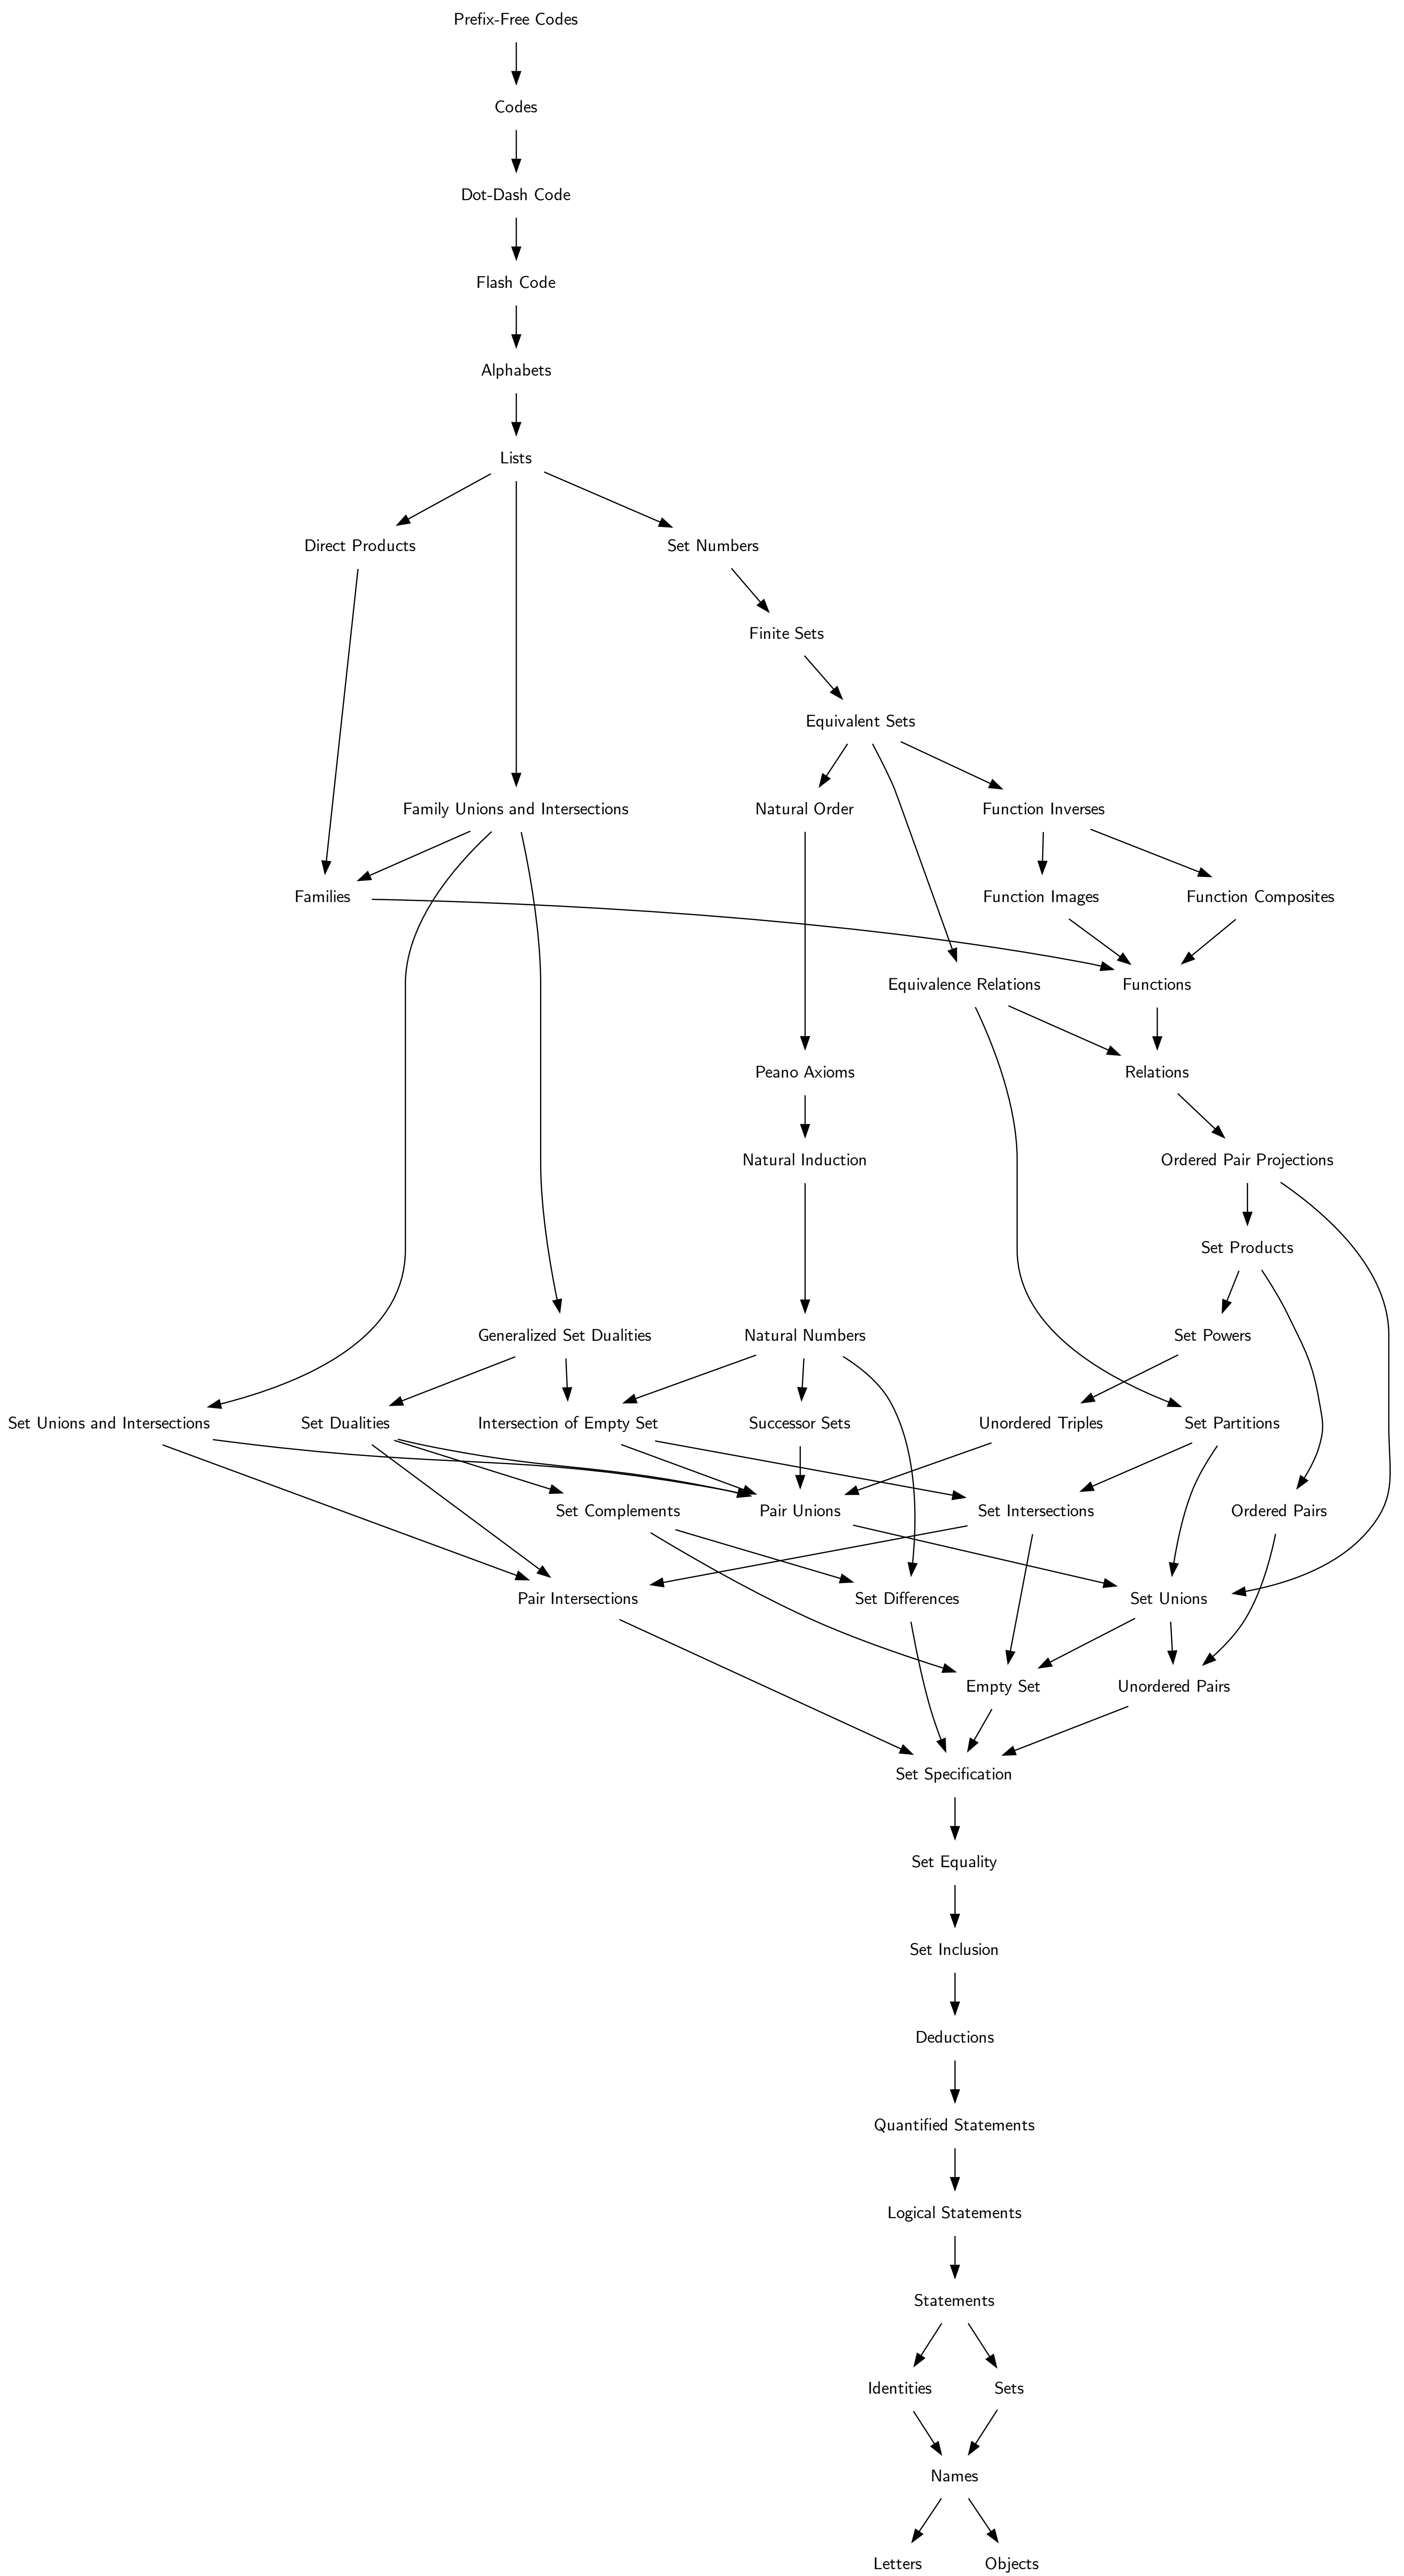 Prefix-Free Codes
Codes
Dot-Dash Code
Flash Code
Alphabets
Lists
Direct Products
Set Numbers
Finite Sets
Equivalent Sets
Family Unions and Intersections
Natural Order
Function Inverses
Families
Function Images
Function Composites
Equivalence Relations
Functions
Peano Axioms
Relations
Natural Induction
Ordered Pair Projections
Set Products
Generalized Set Dualities
Natural Numbers
Set Powers
Set Unions and Intersections
Set Dualities
Intersection of Empty Set
Successor Sets
Unordered Triples
Set Partitions
Set Complements
Pair Unions
Set Intersections
Ordered Pairs
Pair Intersections
Set Differences
Set Unions
Empty Set
Unordered Pairs
Set Specification
Set Equality
Set Inclusion
Deductions
Quantified Statements
Logical Statements
Statements
Identities
Sets
Names
Letters
Objects